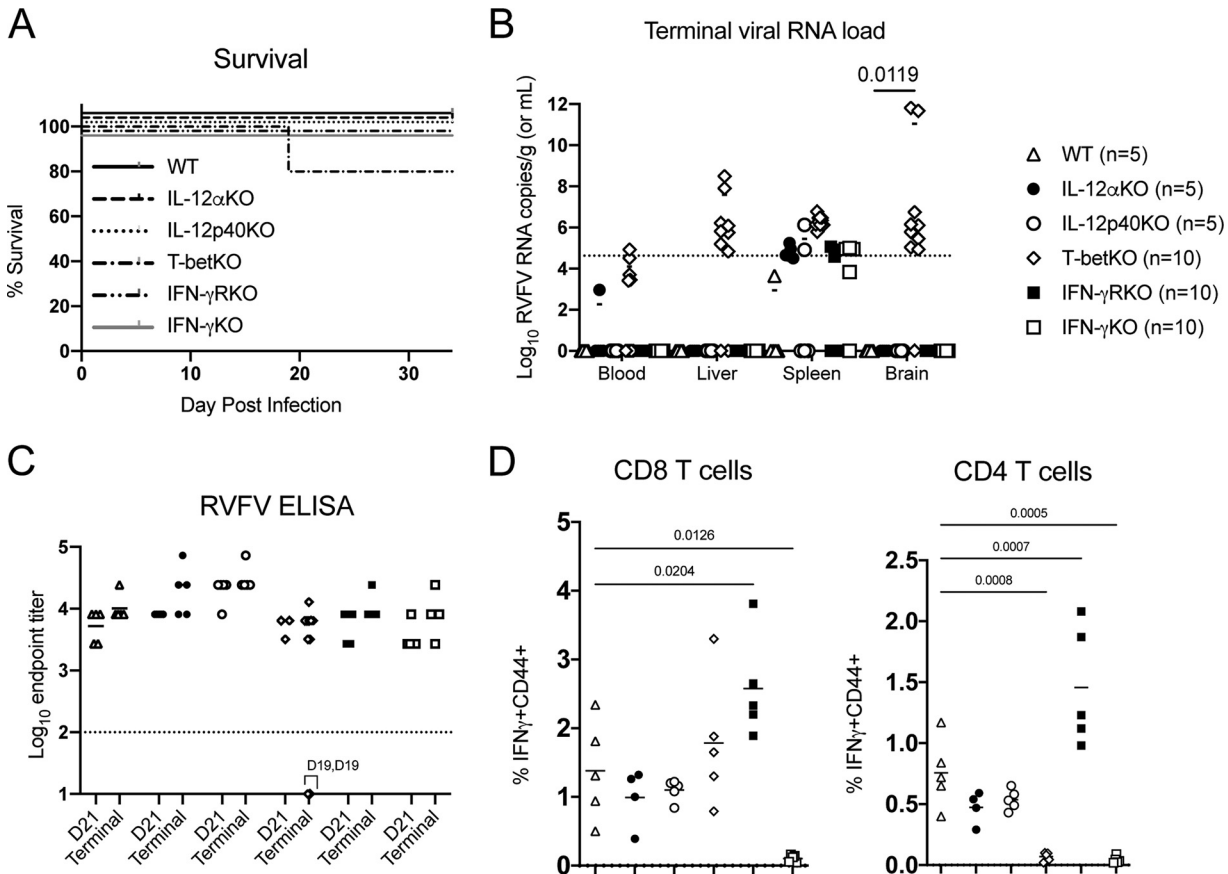 A
Survival
% Survival
100
80
60
40
20
0
WT
IL-12αKO
IL-12p40KO
T-betKO
IFN-γRKO
IFN-γKO
0 20 30
Day Post Infection
B
Terminal viral RNA load
0.0119
Log10 RVFV RNA copies/g (or mL)
12
10
8
6
4
2
0
Blood Liver Spleen Brain
WT (n=5)
IL-12αKO (n=5)
IL-12p40KO (n=5)
T-betKO (n=10)
IFN-γRKO (n=10)
IFN-γKO (n=10)
C
RVFV ELISA
Log10 endpoint titer
5
4
3
2
1
D19,D19
D21 Terminal D21 Terminal D21 Terminal D21 Terminal D21 Terminal D21 Terminal
D
CD8 T cells
% IFNγ+CD44+
5
4
3
2
1
0
0.0126
0.0204
CD4 T cells
% IFNγ+CD44+
2.5
2.0
1.5
1.0
0.5
0.0
0.0005
0.0007
0.0008